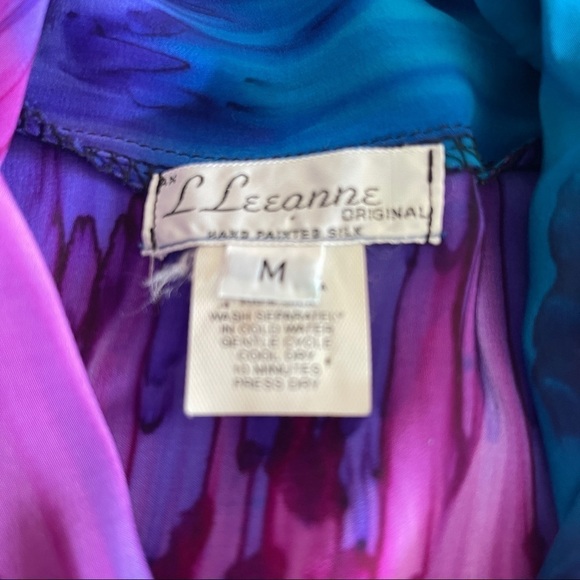 AN
L Leeanne
ORIGINAL
HAND PAINTED SILK
M
WASH SEPARATELY
IN COLD WATER
GENTLE CYCLE
COOL DRY
10 MINUTES
PRESS DRY